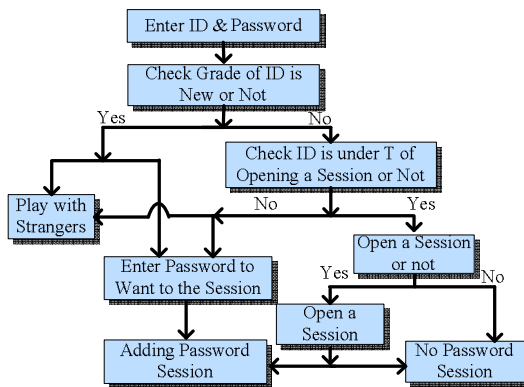 Enter ID & Password
Check Grade of ID is
New or Not
Yes
No
Check ID is under T of
Opening a Session or Not
Play with
Strangers
No
Yes
Enter Password to
Want to the Session
Open a Session
or not
Yes
No
Open a
Session
Adding Password
Session
No Password
Session